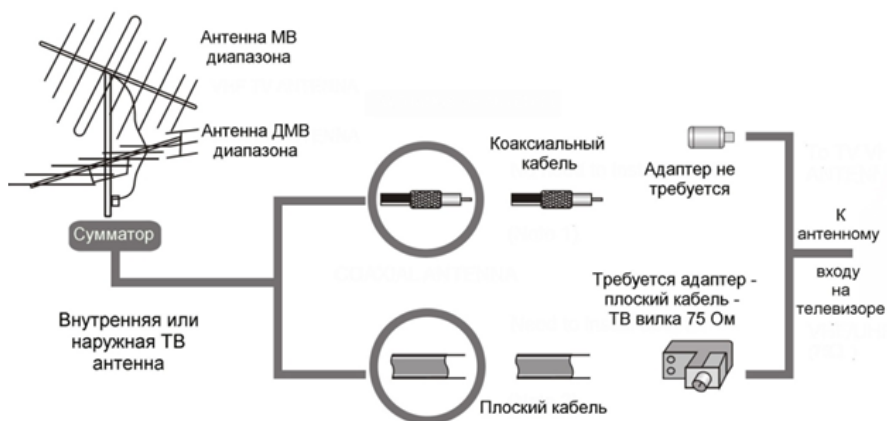 Антенна МВ
диапазона
Антенна ДМВ
диапазона
Сумматор
Внутренняя или
наружная ТВ
антенна
Коаксиальный
кабель
Плоский кабель
Адаптер не
требуется
Требуется адаптер -
плоский кабель -
ТВ вилка 75 Ом
К
антенному
входу
на
телевизоре